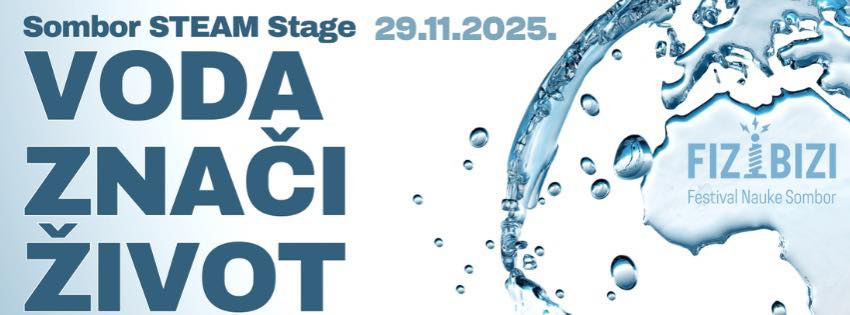 Sombor STEAM Stage 29.11.2025.
VODA
ZNAČI
ŽIVOT
FIZIBIZI
Festival Nauke Sombor